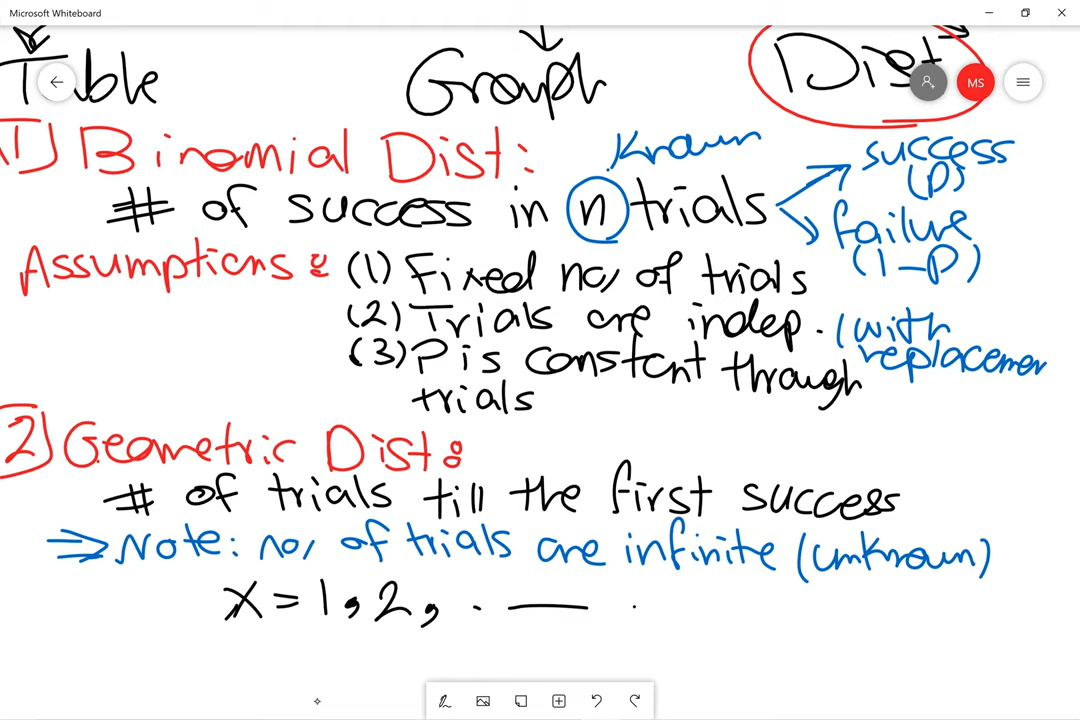 Microsoft Whiteboard
Table Graph Dist
MS
1) Binomial Dist:
Known
# of success in n trials
success
(P)
failure
(1-P)
Assumptions: (1) Fixed no, of trials
(2) Trials are indep. (with
replacemen
(3) P is constant through
trials
2) Geometric Dist:
# of trials till the first success
⇒ Note: no, of trials are infinite (unknown)
X = 1, 2, . — .